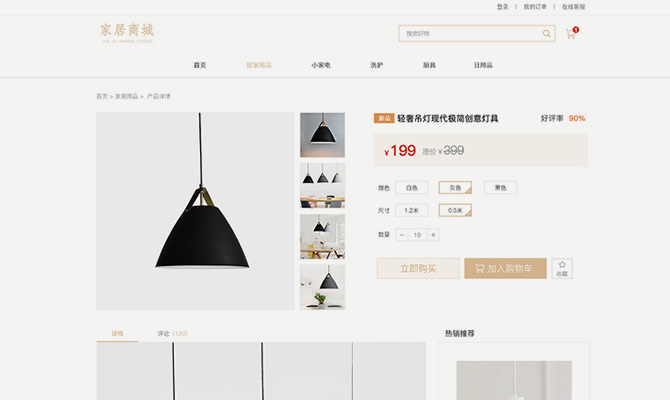 登录 | 我的订单 | 在线客服
家居商城
JIA JU SHANG CHENG
搜索好物
1
首页 居家用品 小家电 洗护 厨具 日用品
首页 > 家居用品 > 产品详情
新品 轻奢吊灯现代极简创意灯具 好评率 90%
¥199 原价¥399
颜色 白色 灰色 黑色
尺寸 1.2米 0.5米
数量 − 10 +
立即购买 加入购物车 收藏
详情 评论 (120) 热销推荐